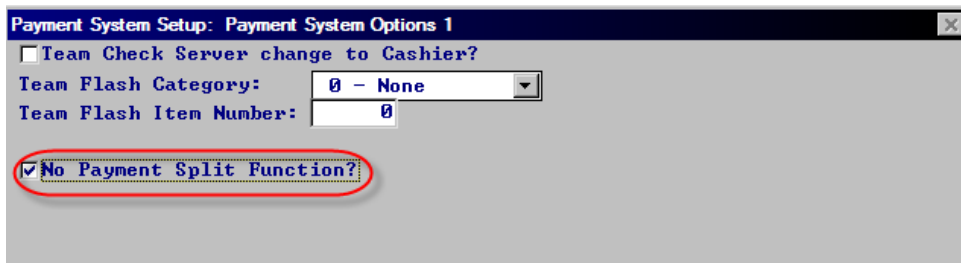 Payment System Setup: Payment System Options 1
Team Check Server change to Cashier?
Team Flash Category: 0 - None
Team Flash Item Number: 0
No Payment Split Function?